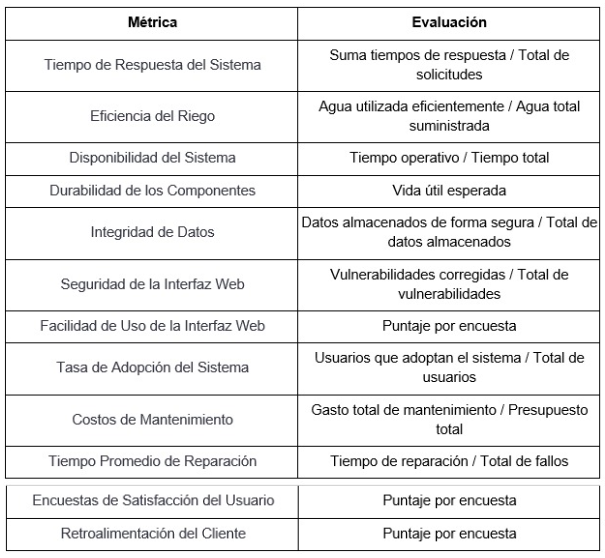 Métrica
Evaluación
Tiempo de Respuesta del Sistema
Suma tiempos de respuesta / Total de
solicitudes
Eficiencia del Riego
Agua utilizada eficientemente / Agua total
suministrada
Disponibilidad del Sistema
Tiempo operativo / Tiempo total
Durabilidad de los Componentes
Vida útil esperada
Integridad de Datos
Datos almacenados de forma segura / Total de
datos almacenados
Seguridad de la Interfaz Web
Vulnerabilidades corregidas / Total de
vulnerabilidades
Facilidad de Uso de la Interfaz Web
Puntaje por encuesta
Tasa de Adopción del Sistema
Usuarios que adoptan el sistema / Total de
usuarios
Costos de Mantenimiento
Gasto total de mantenimiento / Presupuesto
total
Tiempo Promedio de Reparación
Tiempo de reparación / Total de fallos
Encuestas de Satisfacción del Usuario
Puntaje por encuesta
Retroalimentación del Cliente
Puntaje por encuesta